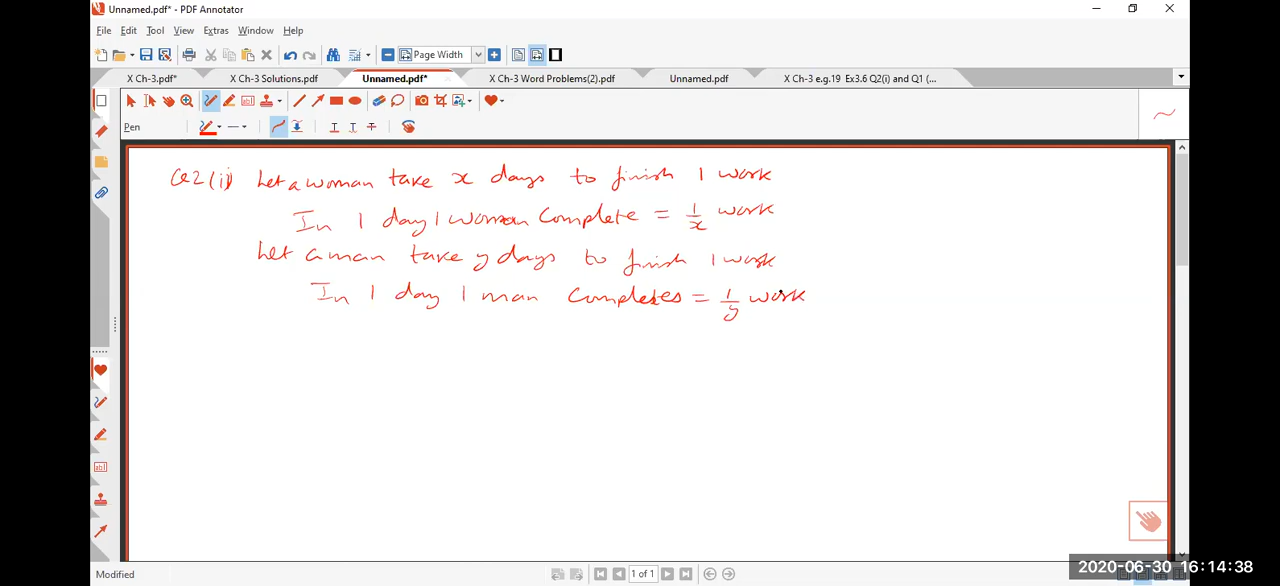 Unnamed.pdf* - PDF Annotator
File Edit Tool View Extras Window Help
Page Width
X Ch-3.pdf* X Ch-3 Solutions.pdf Unnamed.pdf* X Ch-3 Word Problems(2).pdf Unnamed.pdf X Ch-3 e.g.19 Ex3.6 Q2(i) and Q1 (...
Pen
Q2 (i) Let a woman take x days to finish 1 work
In 1 day 1 woman Complete = 1/x work
Let a man take y days to finish 1 work
In 1 day 1 man Completes = 1/y work
1 of 1
Modified
2020-06-30 16:14:38